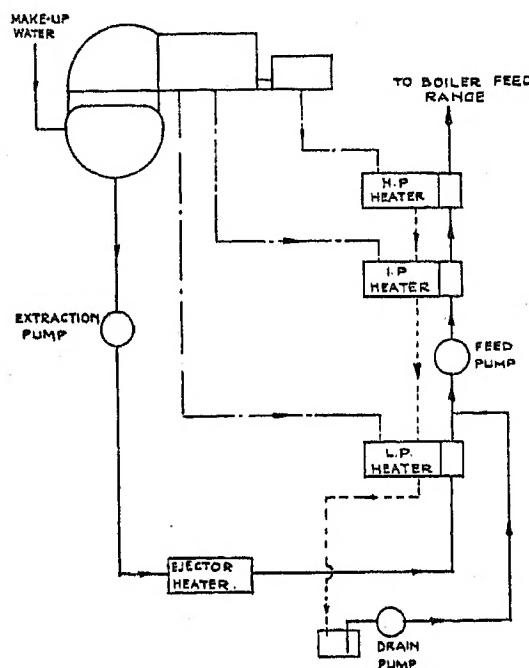 MAKE-UP
WATER
TO BOILER FEED
RANGE
H.P
HEATER
I.P
HEATER
EXTRACTION
PUMP
FEED
PUMP
L.P.
HEATER
EJECTOR
HEATER.
DRAIN
PUMP